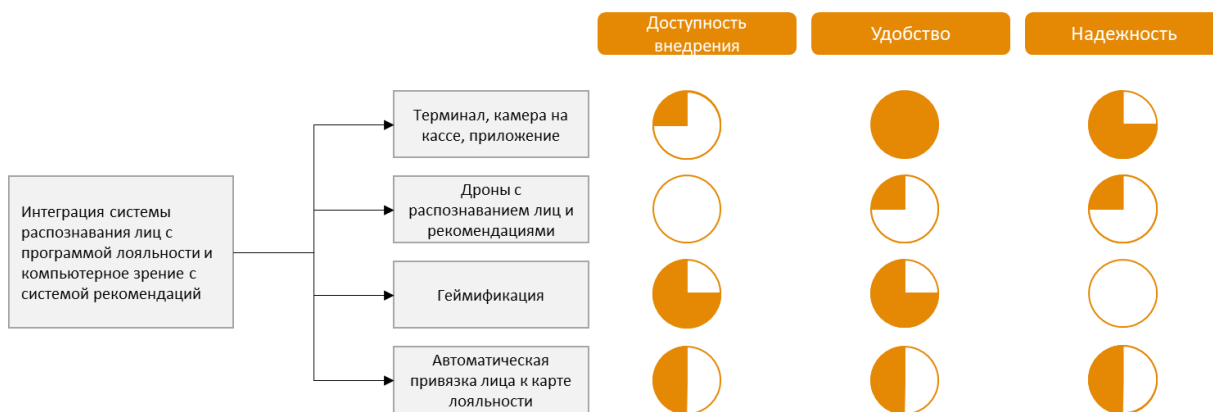 Доступность
внедрения
Удобство
Надежность
Терминал, камера на
кассе, приложение
Дроны с
распознаванием лиц и
рекомендациями
Интеграция системы
распознавания лиц с
программой лояльности и
компьютерное зрение с
системой рекомендаций
Геймификация
Автоматическая
привязка лица к карте
лояльности